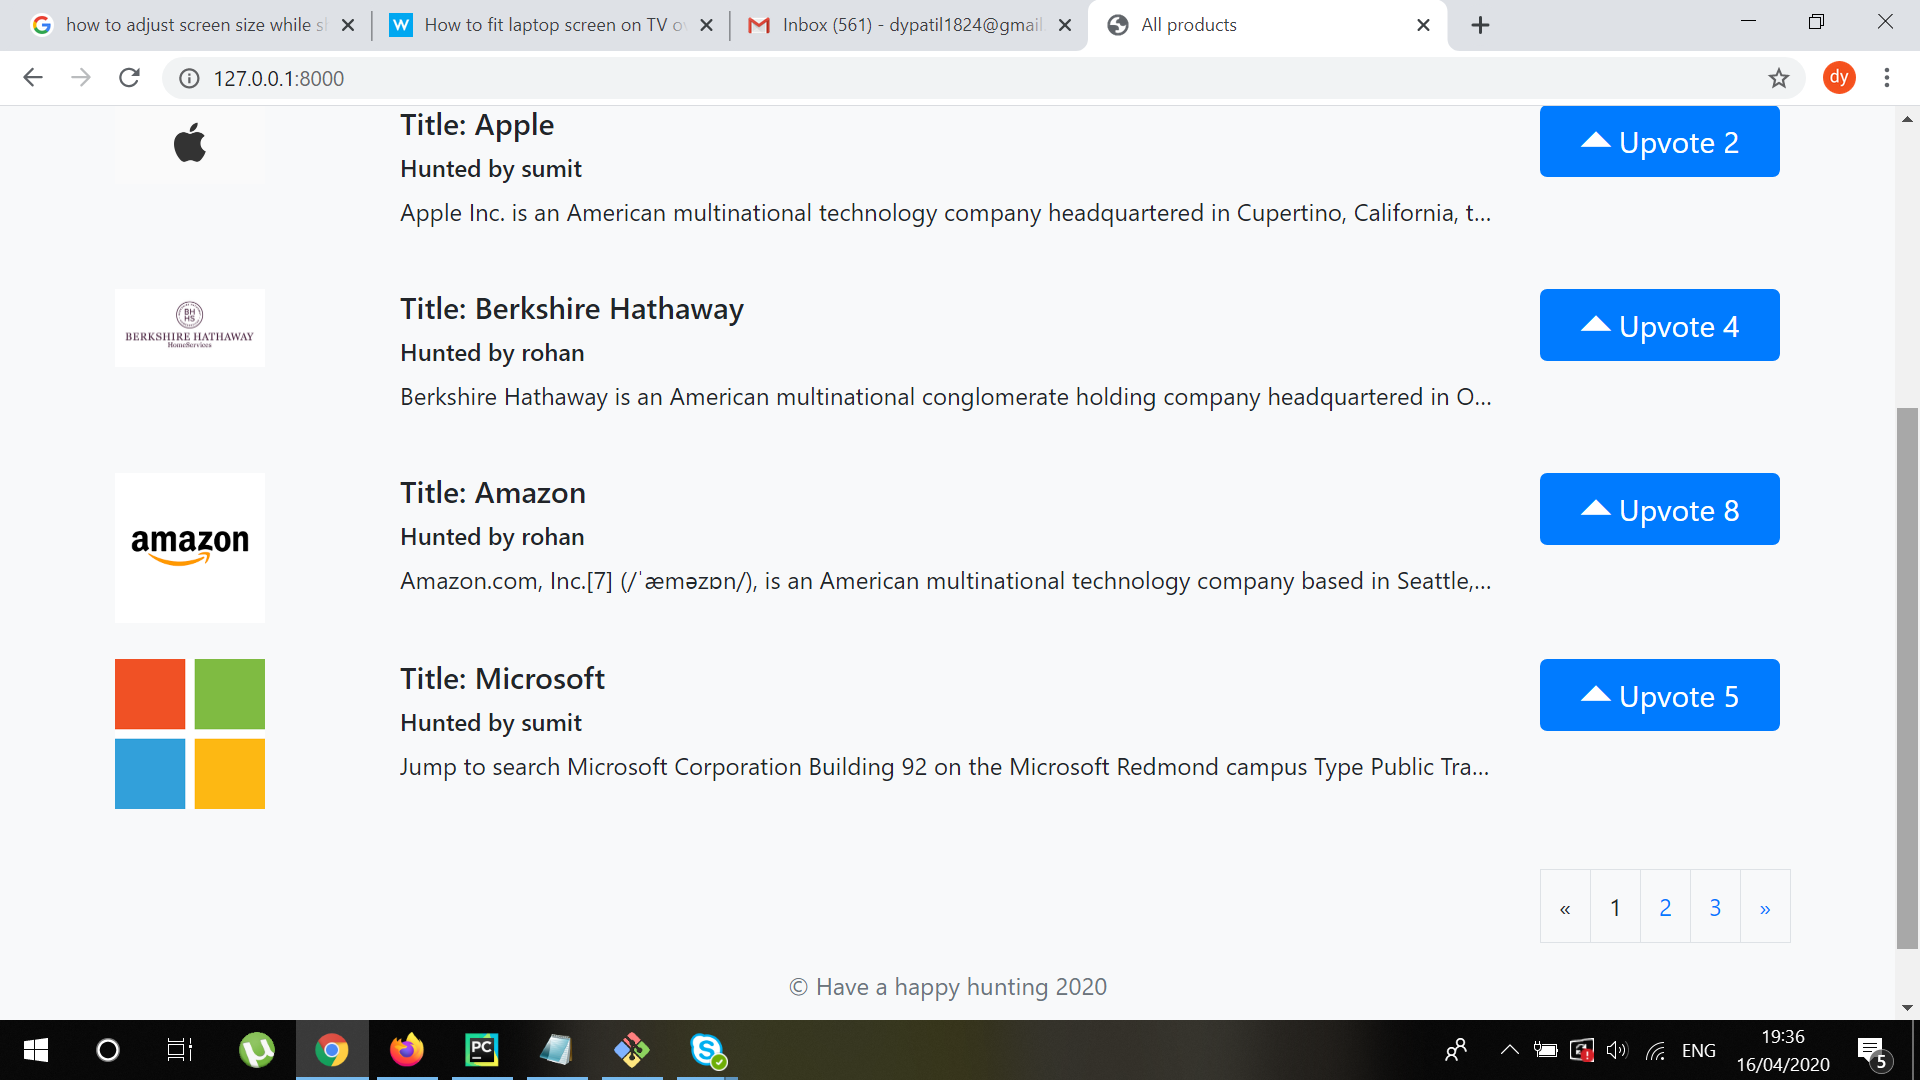 how to adjust screen size while sh
How to fit laptop screen on TV ov
Inbox (561) - dypatil1824@gmail.
All products
127.0.0.1:8000
dy
Title: Apple
Hunted by sumit
Apple Inc. is an American multinational technology company headquartered in Cupertino, California, t...
Upvote 2
BH
HS
BERKSHIRE HATHAWAY
HomeServices
Title: Berkshire Hathaway
Hunted by rohan
Berkshire Hathaway is an American multinational conglomerate holding company headquartered in O...
Upvote 4
amazon
Title: Amazon
Hunted by rohan
Amazon.com, Inc.[7] (/ˈæməzɒn/), is an American multinational technology company based in Seattle,...
Upvote 8
Title: Microsoft
Hunted by sumit
Jump to search Microsoft Corporation Building 92 on the Microsoft Redmond campus Type Public Tra...
Upvote 5
« 1 2 3 »
© Have a happy hunting 2020
PC
ENG
19:36
16/04/2020
5